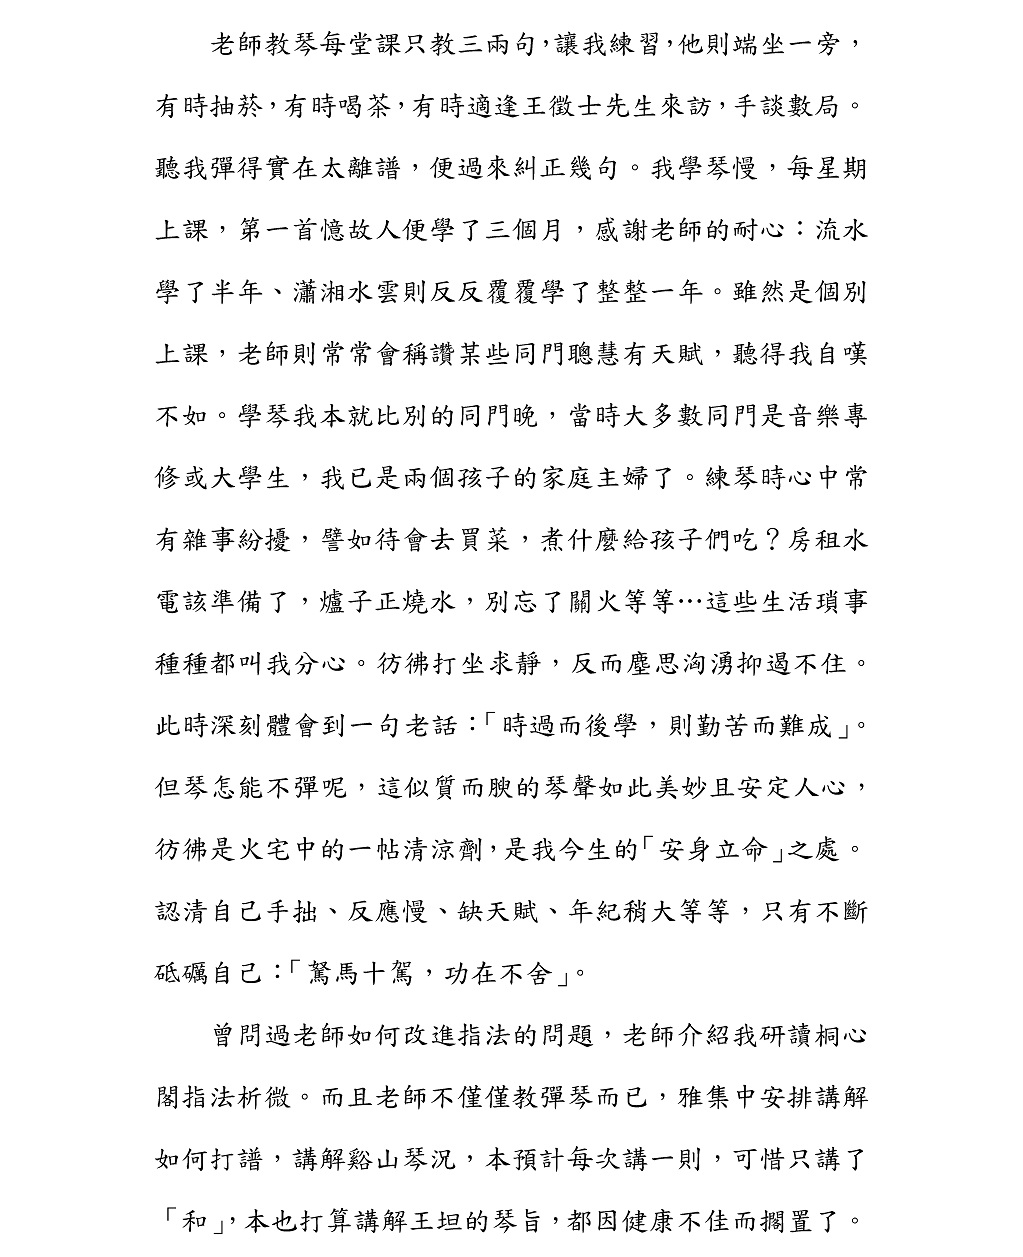 老師教琴每堂課只教三兩句，讓我練習，他則端坐一旁，
有時抽菸，有時喝茶，有時適逢王徵士先生來訪，手談數局。
聽我彈得實在太離譜，便過來糾正幾句。我學琴慢，每星期
上課，第一首憶故人便學了三個月，感謝老師的耐心：流水
學了半年、瀟湘水雲則反反覆覆學了整整一年。雖然是個別
上課，老師則常常會稱讚某些同門聰慧有天賦，聽得我自嘆
不如。學琴我本就比別的同門晚，當時大多數同門是音樂專
修或大學生，我已是兩個孩子的家庭主婦了。練琴時心中常
有雜事紛擾，譬如待會去買菜，煮什麼給孩子們吃？房租水
電該準備了，爐子正燒水，別忘了關火等等…這些生活瑣事
種種都叫我分心。彷彿打坐求靜，反而塵思洶湧抑遏不住。
此時深刻體會到一句老話：「時過而後學，則勤苦而難成」。
但琴怎能不彈呢，這似質而腴的琴聲如此美妙且安定人心，
彷彿是火宅中的一帖清涼劑，是我今生的「安身立命」之處。
認清自己手拙、反應慢、缺天賦、年紀稍大等等，只有不斷
砥礪自己：「駑馬十駕，功在不舍」。
曾問過老師如何改進指法的問題，老師介紹我研讀桐心
閣指法析微。而且老師不僅僅教彈琴而已，雅集中安排講解
如何打譜，講解谿山琴況，本預計每次講一則，可惜只講了
「和」，本也打算講解王坦的琴旨，都因健康不佳而擱置了。